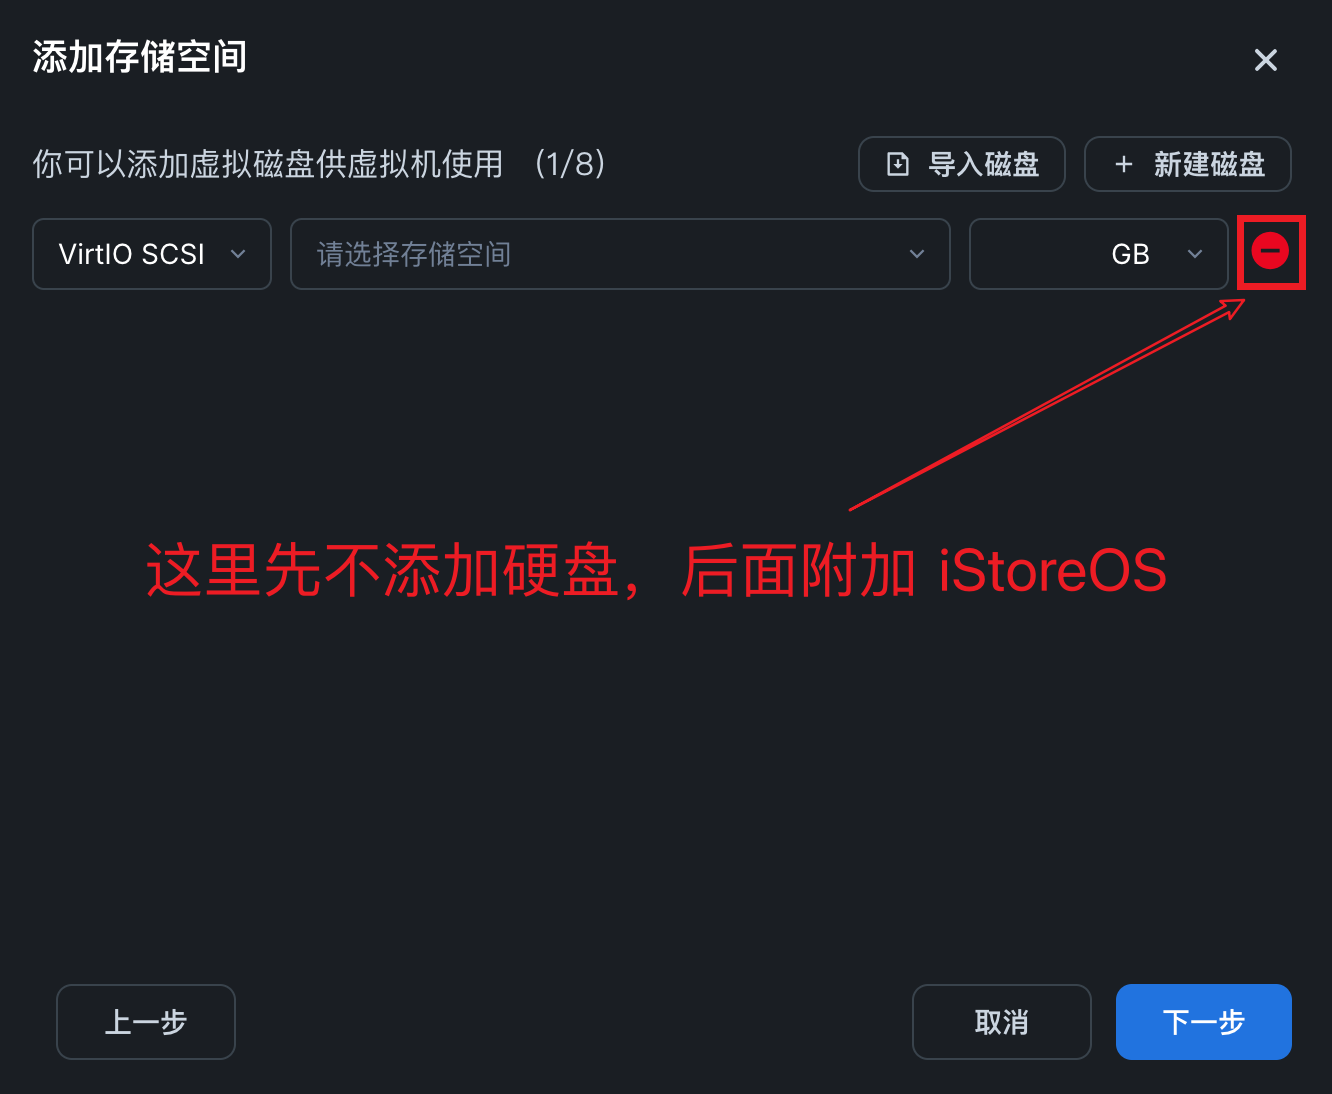 添加存储空间
你可以添加虚拟磁盘供虚拟机使用 (1/8)
导入磁盘
新建磁盘
VirtIO SCSI
请选择存储空间
GB
这里先不添加硬盘，后面附加 iStoreOS
上一步
取消
下一步